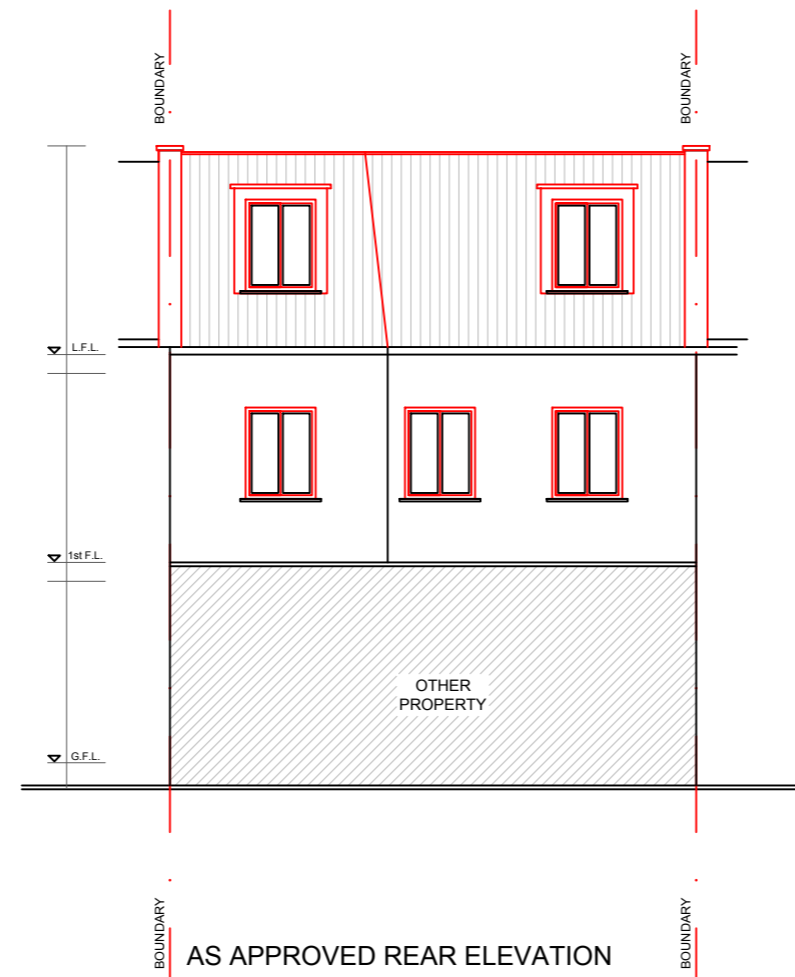 BOUNDARY
BOUNDARY
L.F.L.
1st F.L.
OTHER
PROPERTY
G.F.L.
BOUNDARY
BOUNDARY
AS APPROVED REAR ELEVATION